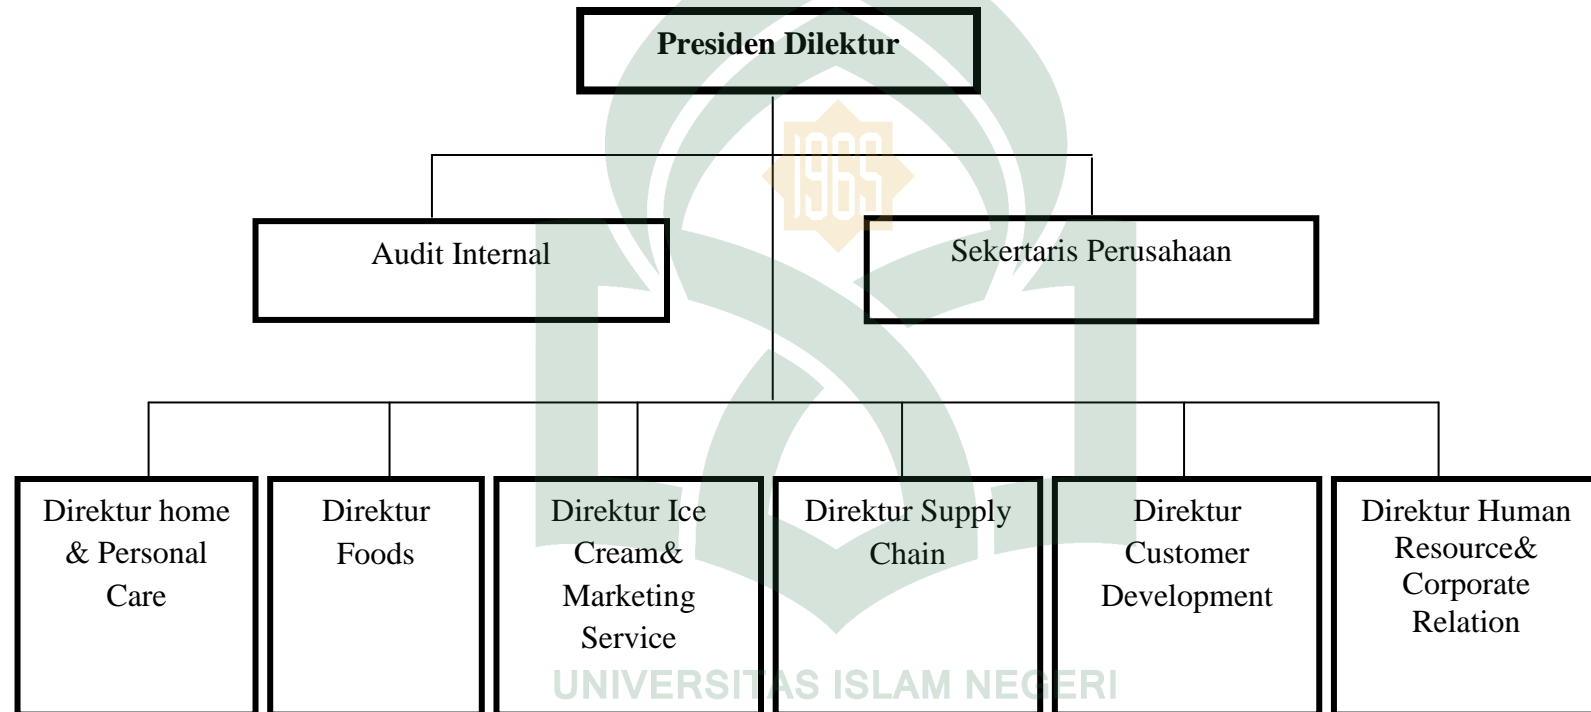 Presiden Dilektur
1965
Audit Internal
Sekertaris Perusahaan
Direktur home
& Personal
Care
Direktur
Foods
Direktur Ice
Cream&
Marketing
Service
Direktur Supply
Chain
Direktur
Customer
Development
Direktur Human
Resource&
Corporate
Relation
UNIVERSITAS ISLAM NEGERI